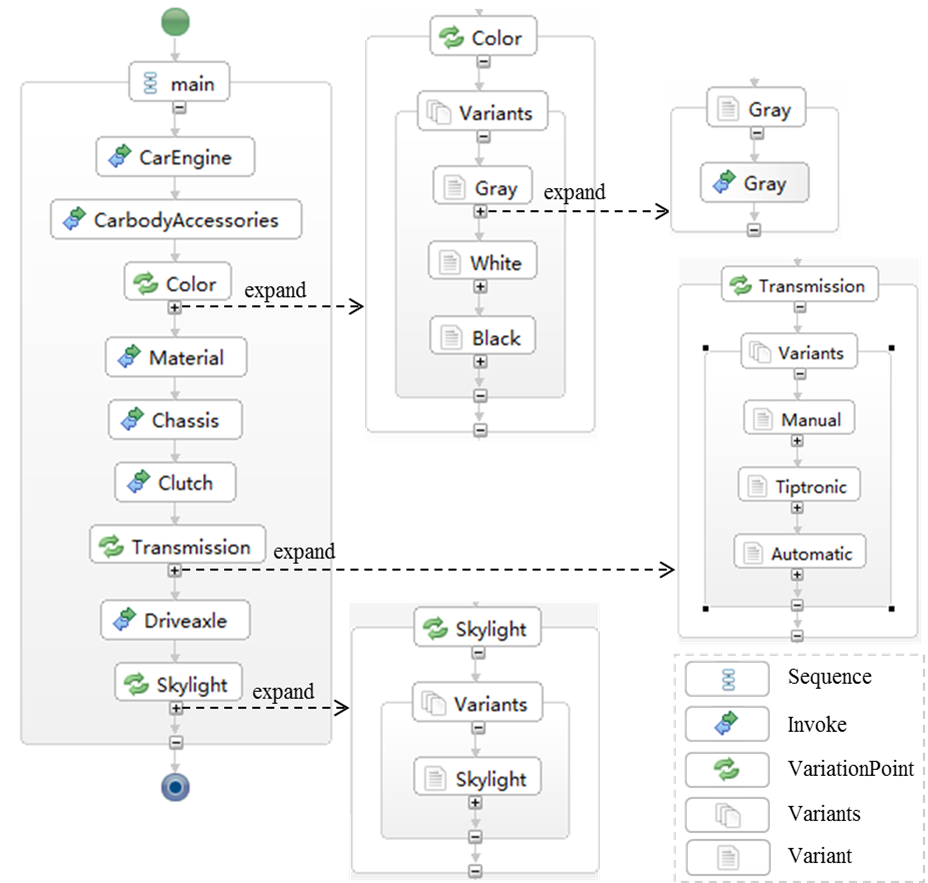 main
CarEngine
CarbodyAccessories
Color
expand
Material
Chassis
Clutch
Transmission
expand
Driveaxle
Skylight
expand
Color
Variants
Gray
expand
White
Black
Gray
Gray
Transmission
Variants
Manual
Tiptronic
Automatic
Skylight
Variants
Skylight
Sequence
Invoke
VariationPoint
Variants
Variant